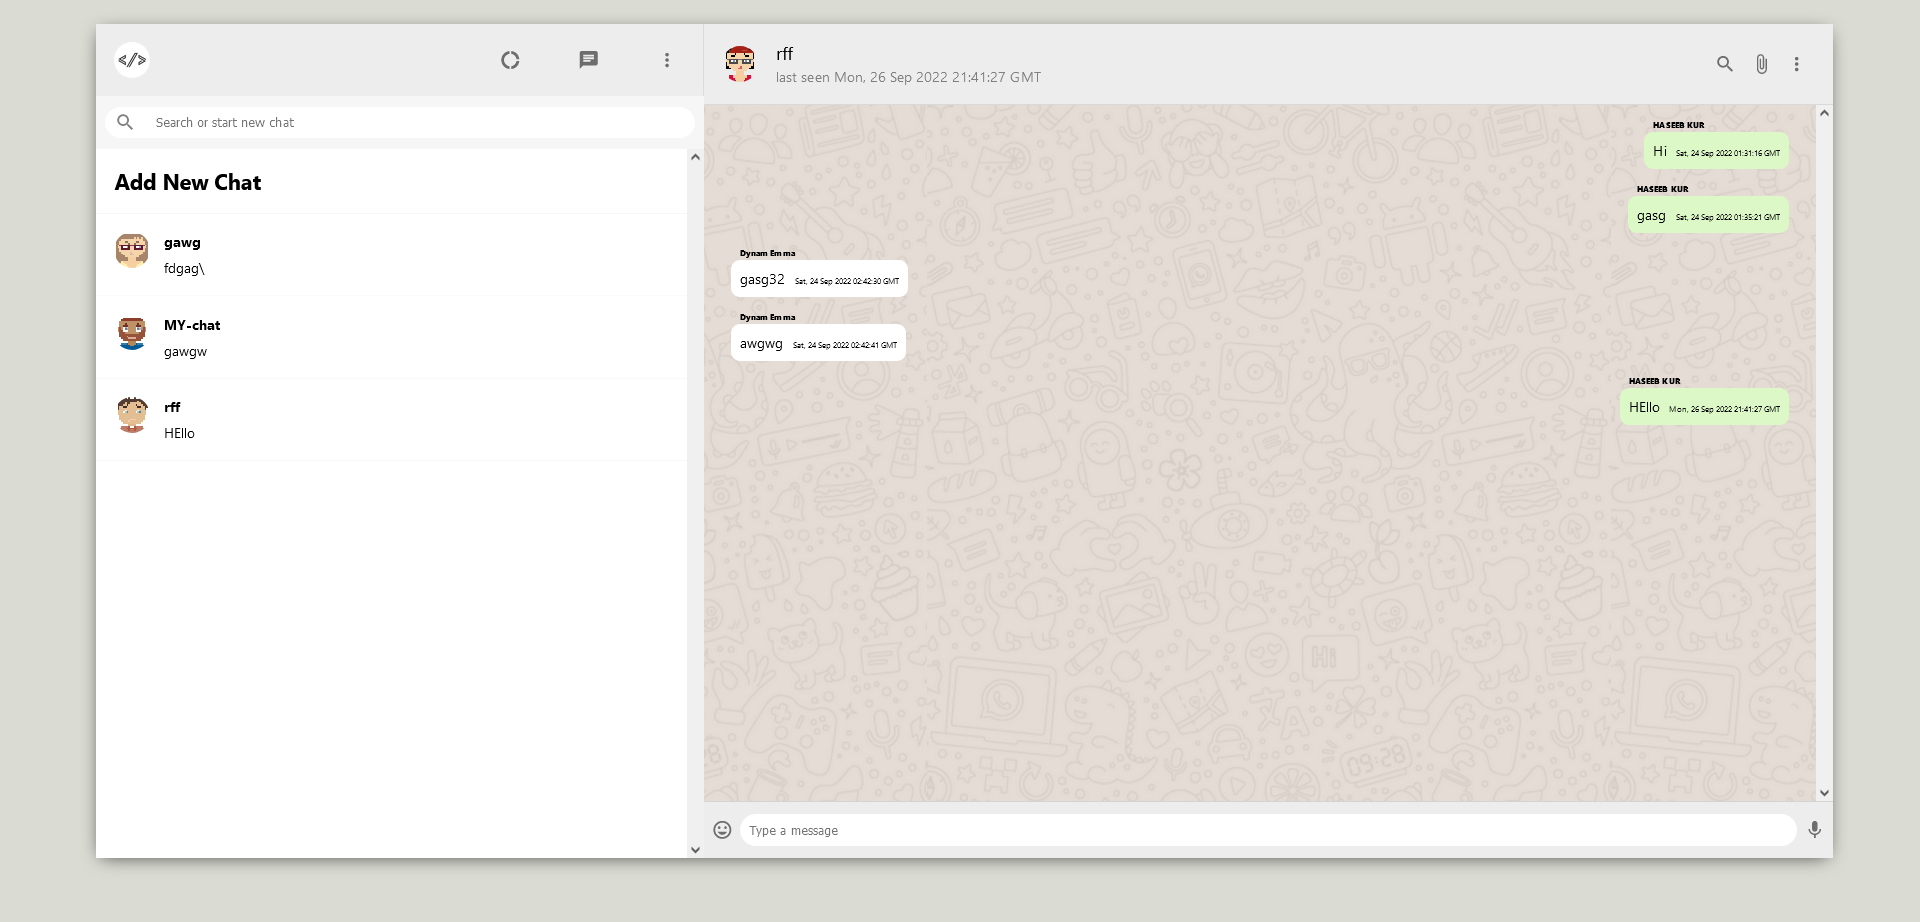 </>
rff
last seen Mon, 26 Sep 2022 21:41:27 GMT
Search or start new chat
Add New Chat
gawg
fdgag\
MY-chat
gawgw
rff
HEllo
HASEEB KUR
Hi Sat, 24 Sep 2022 01:31:16 GMT
HASEEB KUR
gasg Sat, 24 Sep 2022 01:35:21 GMT
Dynam Emma
gasg32 Sat, 24 Sep 2022 02:42:30 GMT
Dynam Emma
awgwg Sat, 24 Sep 2022 02:42:41 GMT
HASEEB KUR
HEllo Mon, 26 Sep 2022 21:41:27 GMT
Hi
09:28
Type a message